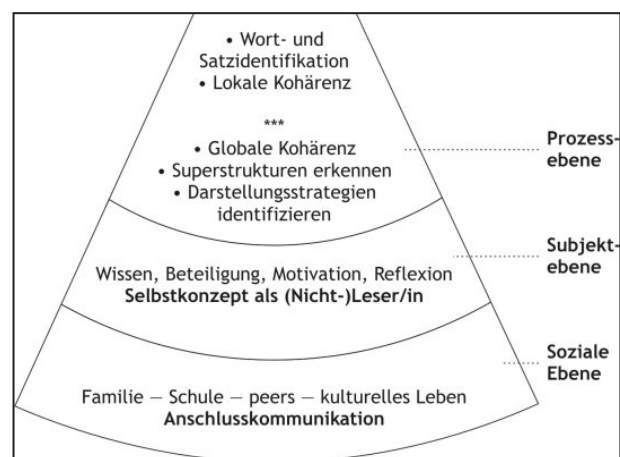 • Wort- und
Satzidentifikation
• Lokale Kohärenz
***
• Globale Kohärenz
• Superstrukturen erkennen
• Darstellungsstrategien
identifizieren
Prozess-
ebene
Wissen, Beteiligung, Motivation, Reflexion
Selbstkonzept als (Nicht-)Leser/in
Subjekt-
ebene
Familie — Schule — peers — kulturelles Leben
Anschlusskommunikation
Soziale
Ebene